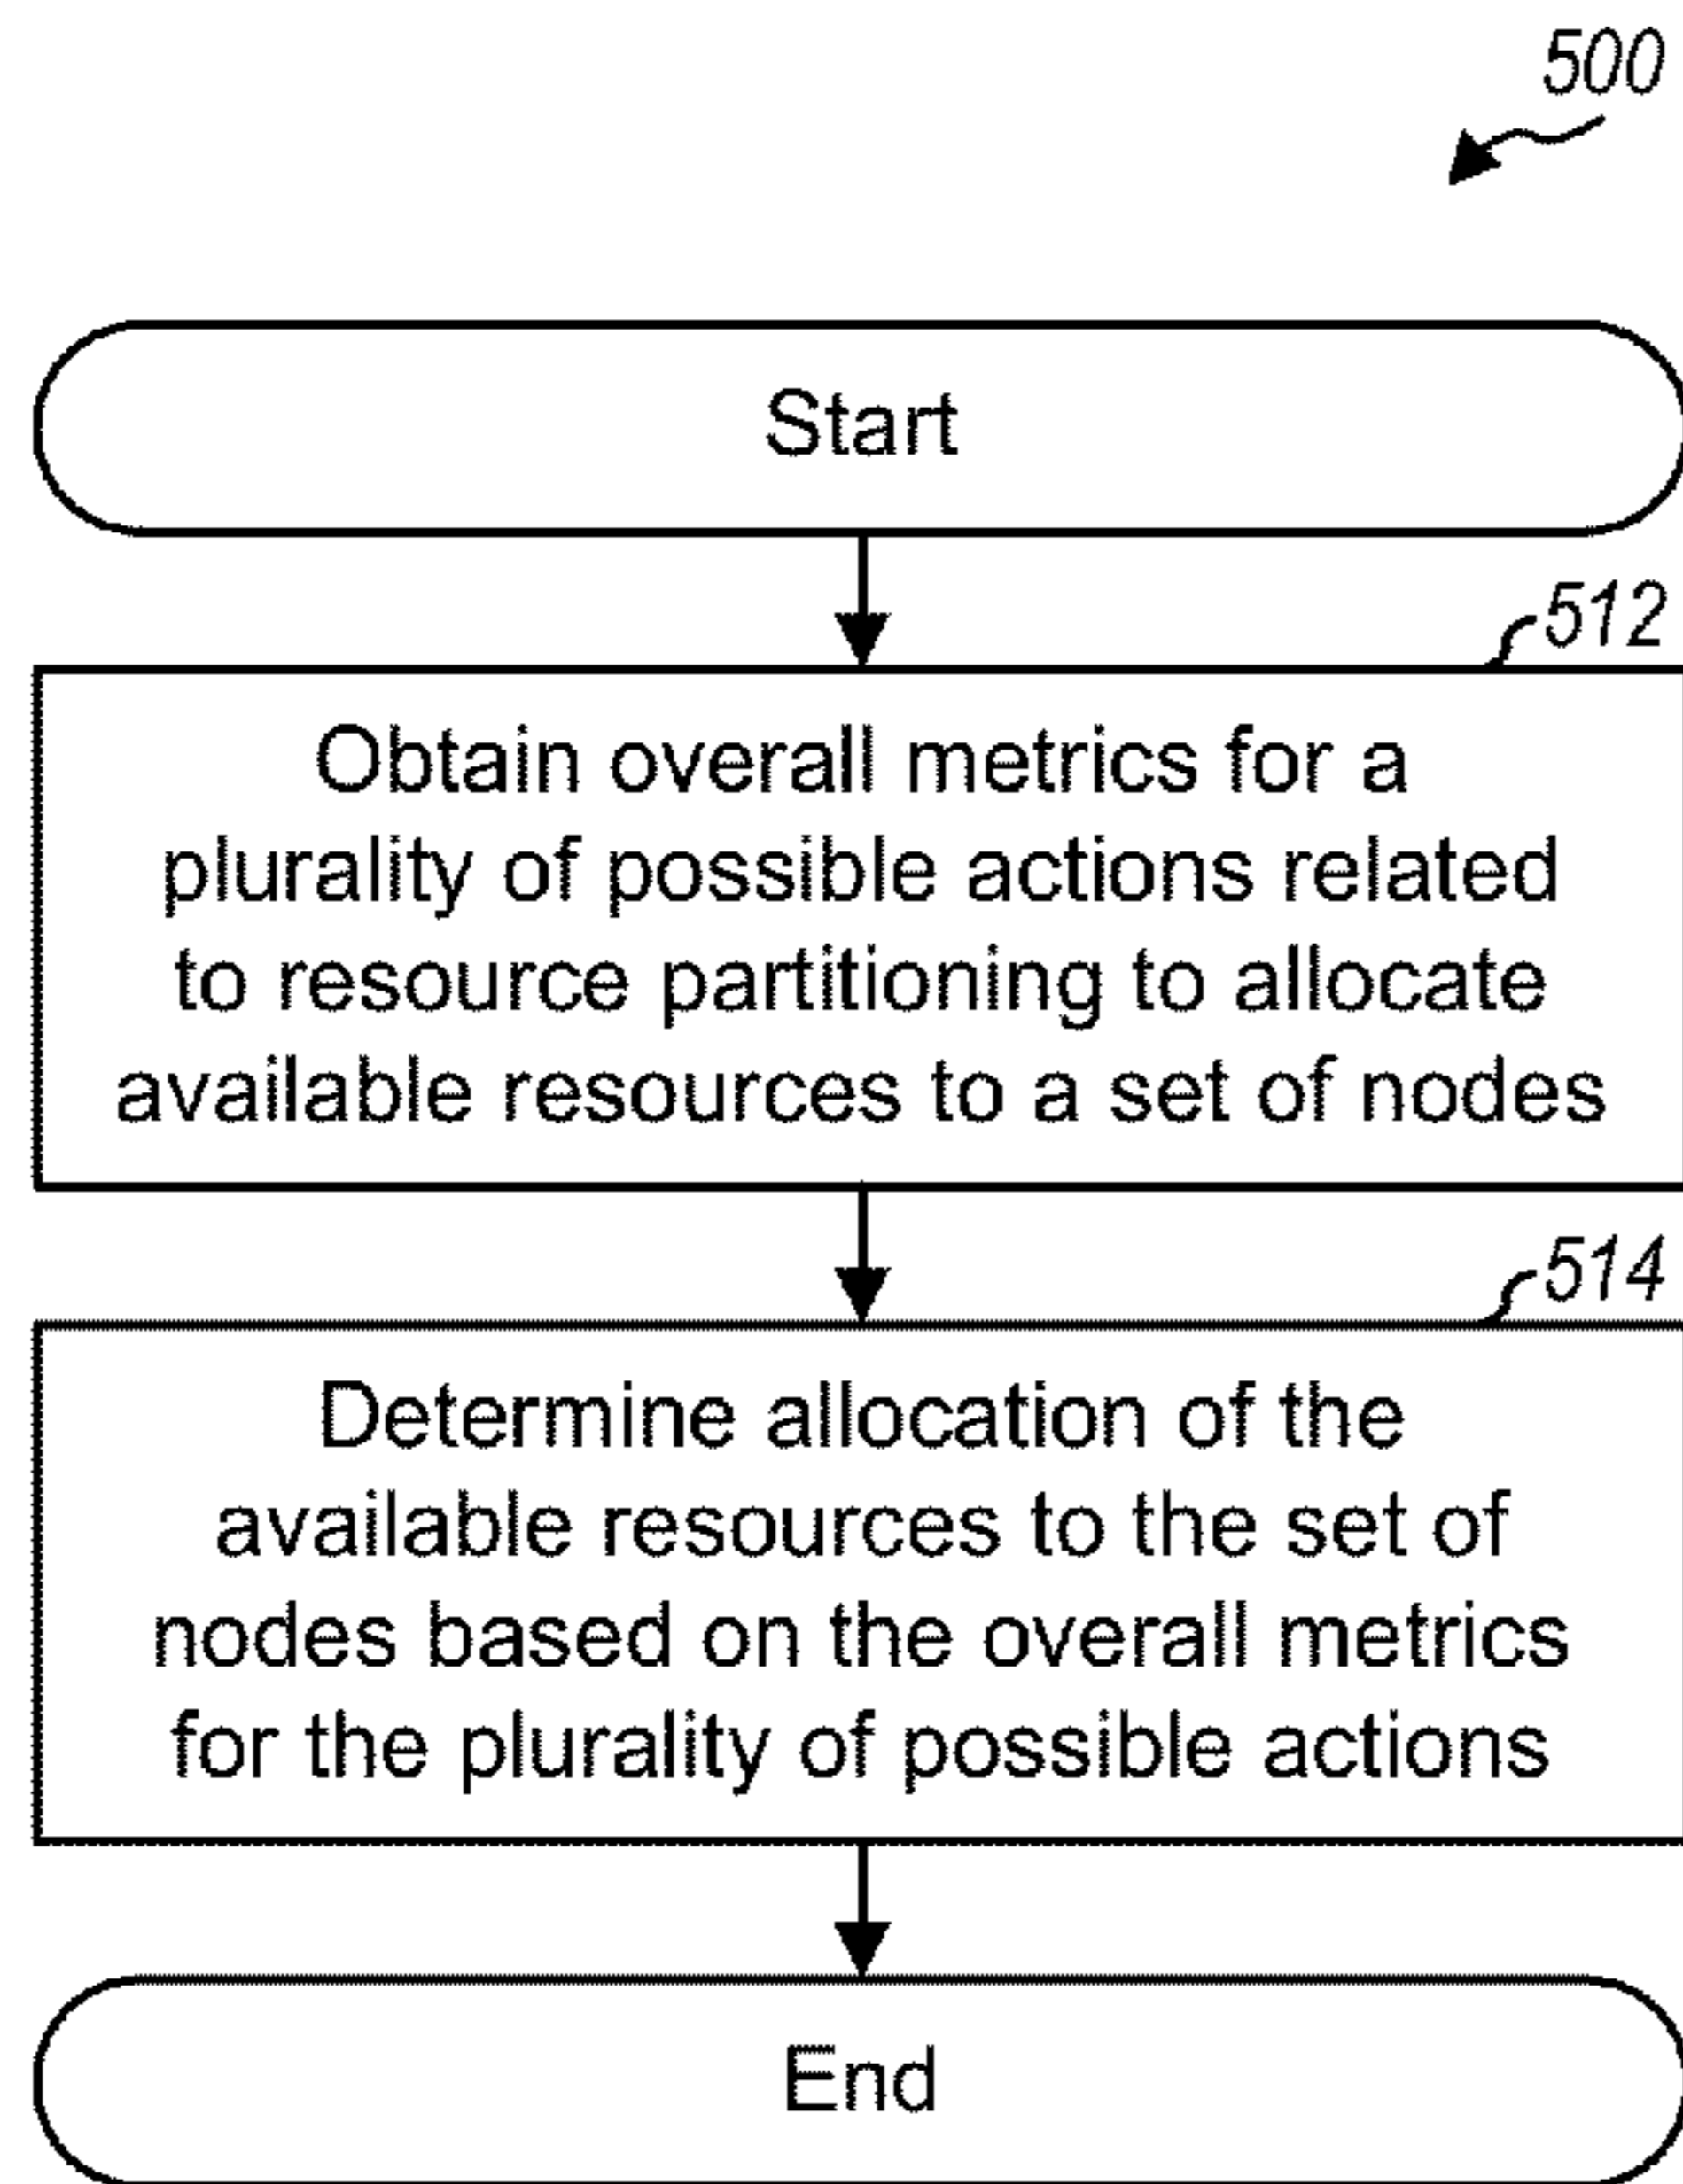 500
Start
512
Obtain overall metrics for a
plurality of possible actions related
to resource partitioning to allocate
available resources to a set of nodes
514
Determine allocation of the
available resources to the set of
nodes based on the overall metrics
for the plurality of possible actions
End